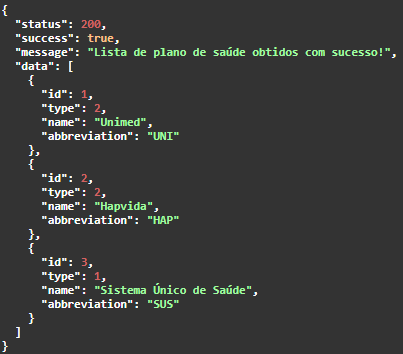 {
  "status": 200,
  "success": true,
  "message": "Lista de plano de saúde obtidos com sucesso!",
  "data": [
    {
      "id": 1,
      "type": 2,
      "name": "Unimed",
      "abbreviation": "UNI"
    },
    {
      "id": 2,
      "type": 2,
      "name": "Hapvida",
      "abbreviation": "HAP"
    },
    {
      "id": 3,
      "type": 1,
      "name": "Sistema Único de Saúde",
      "abbreviation": "SUS"
    }
  ]
}